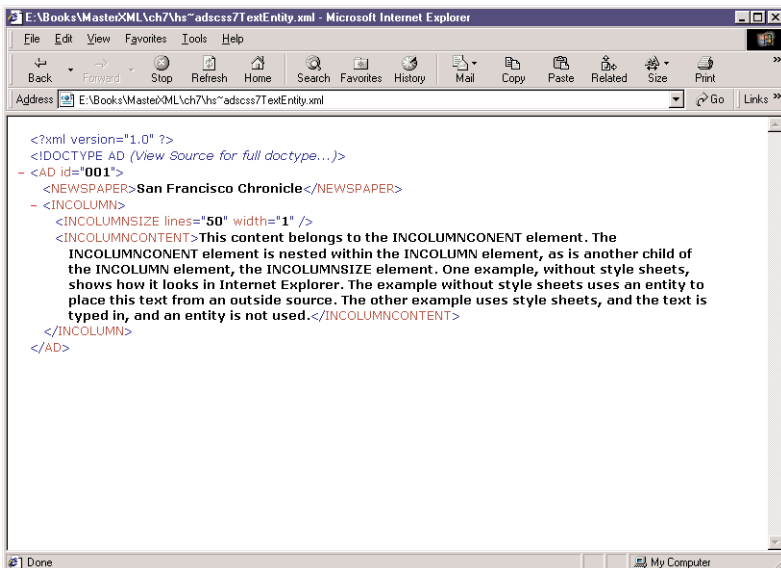 E:\Books\MasterXML\ch7\hs~adscss7TextEntity.xml - Microsoft Internet Explorer
File Edit View Favorites Tools Help
Back Forward Stop Refresh Home Search Favorites History Mail Copy Paste Related Size Print »
Address E:\Books\MasterXML\ch7\hs~adscss7TextEntity.xml Go Links »
<?xml version="1.0" ?>
<!DOCTYPE AD (View Source for full doctype...)>
– <AD id="001">
<NEWSPAPER>San Francisco Chronicle</NEWSPAPER>
– <INCOLUMN>
<INCOLUMNSIZE lines="50" width="1" />
<INCOLUMNCONTENT>This content belongs to the INCOLUMNCONENT element. The
INCOLUMNCONENT element is nested within the INCOLUMN element, as is another child of
the INCOLUMN element, the INCOLUMNSIZE element. One example, without style sheets,
shows how it looks in Internet Explorer. The example without style sheets uses an entity to
place this text from an outside source. The other example uses style sheets, and the text is
typed in, and an entity is not used.</INCOLUMNCONTENT>
</INCOLUMN>
</AD>
Done My Computer